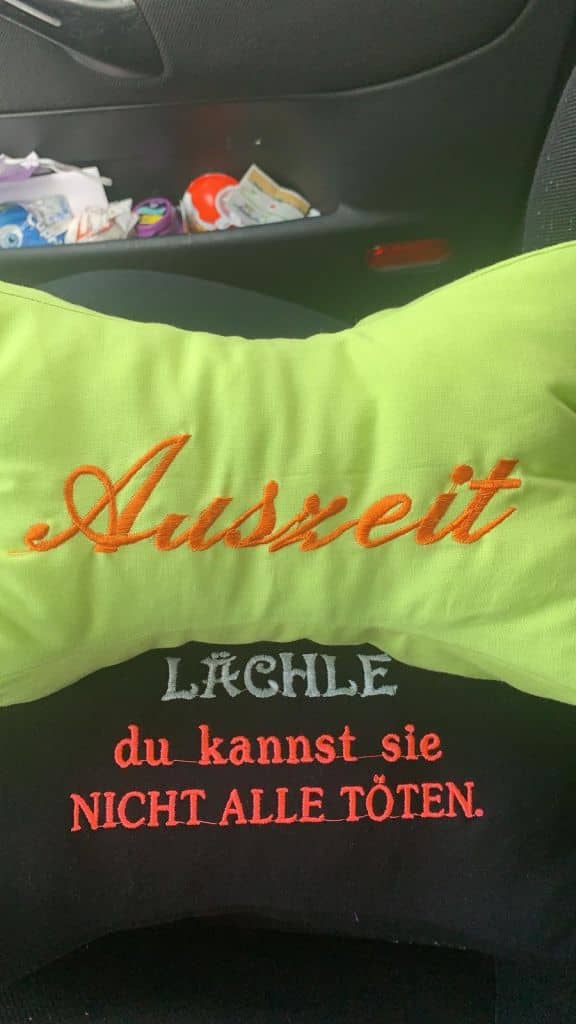 Auszeit
LÄCHLE
du kannst sie
NICHT ALLE TÖTEN.